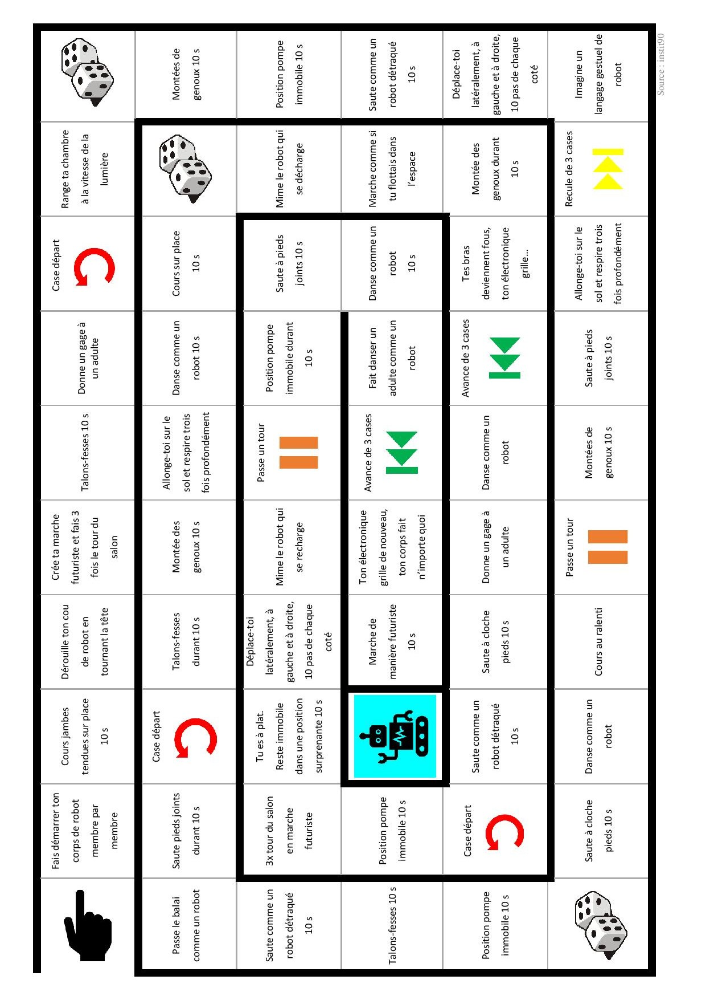 Fais démarrer ton
corps de robot
membre par
membre
Cours jambes
tendues sur place
10 s
Dérouille ton cou
de robot en
tournant la tête
Crée ta marche
futuriste et fais 3
fois le tour du
salon
Talons-fesses 10 s
Donne un gage à
un adulte
Case départ
Range ta chambre
à la vitesse de la
lumière
Passe le balai
comme un robot
Saute pieds joints
durant 10 s
Case départ
Talons-fesses
durant 10 s
Montée des
genoux 10 s
Allonge-toi sur le
sol et respire trois
fois profondément
Danse comme un
robot 10 s
Cours sur place
10 s
Montées de
genoux 10 s
Saute comme un
robot détraqué
10 s
3x tour du salon
en marche
futuriste
Tu es à plat.
Reste immobile
dans une position
surprenante 10 s
Déplace-toi
latéralement, à
gauche et à droite,
10 pas de chaque
coté
Mime le robot qui
se recharge
Passe un tour
Position pompe
immobile durant
10 s
Saute à pieds
joints 10 s
Mime le robot qui
se décharge
Position pompe
immobile 10 s
Talons-fesses 10 s
Position pompe
immobile 10 s
Marche de
manière futuriste
10 s
Ton électronique
grille de nouveau,
ton corps fait
n'importe quoi
Avance de 3 cases
Fait danser un
adulte comme un
robot
Danse comme un
robot
10 s
Marche comme si
tu flottais dans
l'espace
Saute comme un
robot détraqué
10 s
Position pompe
immobile 10 s
Case départ
Saute comme un
robot détraqué
10 s
Saute à cloche
pieds 10 s
Donne un gage à
un adulte
Danse comme un
robot
Avance de 3 cases
Tes bras
deviennent fous,
ton électronique
grille...
Montée des
genoux durant
10 s
Déplace-toi
latéralement, à
gauche et à droite,
10 pas de chaque
coté
Saute à cloche
pieds 10 s
Danse comme un
robot
Cours au ralenti
Passe un tour
Montées de
genoux 10 s
Saute à pieds
joints 10 s
Allonge-toi sur le
sol et respire trois
fois profondément
Recule de 3 cases
Imagine un
langage gestuel de
robot
Source : instit90